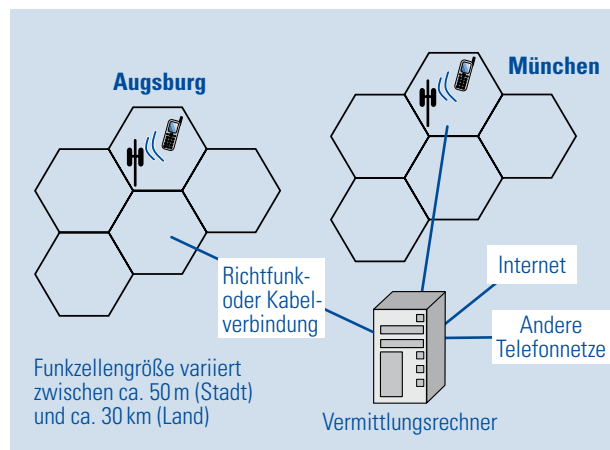 Augsburg
München
Richtfunk-
oder Kabel-
verbindung
Internet
Andere
Telefonnetze
Funkzellengröße variiert
zwischen ca. 50 m (Stadt)
und ca. 30 km (Land)
Vermittlungsrechner